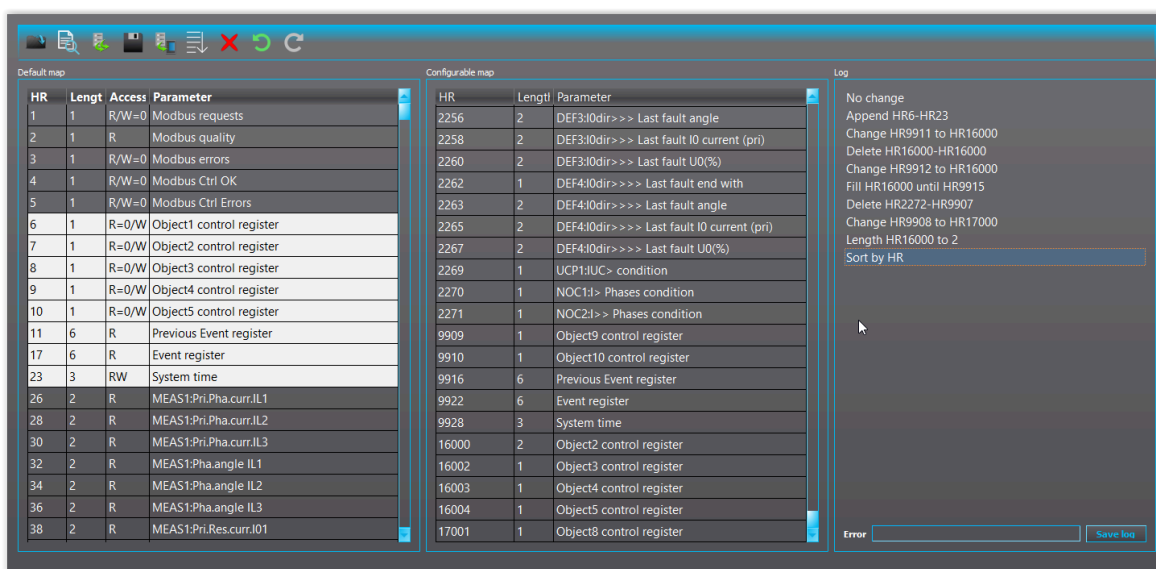 Default map
HR Lengt Access Parameter
1 1 R/W=0 Modbus requests
2 1 R Modbus quality
3 1 R/W=0 Modbus errors
4 1 R/W=0 Modbus Ctrl OK
5 1 R/W=0 Modbus Ctrl Errors
6 1 R=0/W Object1 control register
7 1 R=0/W Object2 control register
8 1 R=0/W Object3 control register
9 1 R=0/W Object4 control register
10 1 R=0/W Object5 control register
11 6 R Previous Event register
17 6 R Event register
23 3 RW System time
26 2 R MEAS1:Pri.Pha.curr.IL1
28 2 R MEAS1:Pri.Pha.curr.IL2
30 2 R MEAS1:Pri.Pha.curr.IL3
32 2 R MEAS1:Pha.angle IL1
34 2 R MEAS1:Pha.angle IL2
36 2 R MEAS1:Pha.angle IL3
38 2 R MEAS1:Pri.Res.curr.I01
Configurable map
HR Length Parameter
2256 2 DEF3:I0dir>>> Last fault angle
2258 2 DEF3:I0dir>>> Last fault I0 current (pri)
2260 2 DEF3:I0dir>>> Last fault U0(%)
2262 1 DEF4:I0dir>>>> Last fault end with
2263 2 DEF4:I0dir>>>> Last fault angle
2265 2 DEF4:I0dir>>>> Last fault I0 current (pri)
2267 2 DEF4:I0dir>>>> Last fault U0(%)
2269 1 UCP1:IUC> condition
2270 1 NOC1:I> Phases condition
2271 1 NOC2:I>> Phases condition
9909 1 Object9 control register
9910 1 Object10 control register
9916 6 Previous Event register
9922 6 Event register
9928 3 System time
16000 2 Object2 control register
16002 1 Object3 control register
16003 1 Object4 control register
16004 1 Object5 control register
17001 1 Object8 control register
Log
No change
Append HR6-HR23
Change HR9911 to HR16000
Delete HR16000-HR16000
Change HR9912 to HR16000
Fill HR16000 until HR9915
Delete HR2272-HR9907
Change HR9908 to HR17000
Length HR16000 to 2
Sort by HR
Error
Save log